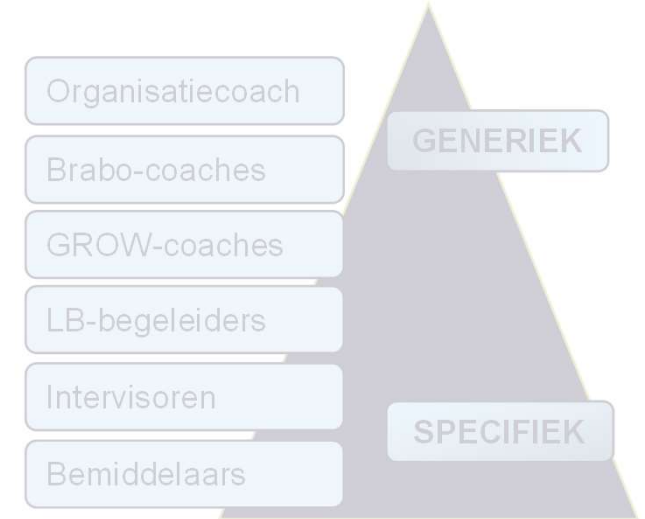 Organisatiecoach
GENERIEK
Brabo-coaches
GROW-coaches
LB-begeleiders
Intervisoren
SPECIFIEK
Bemiddelaars